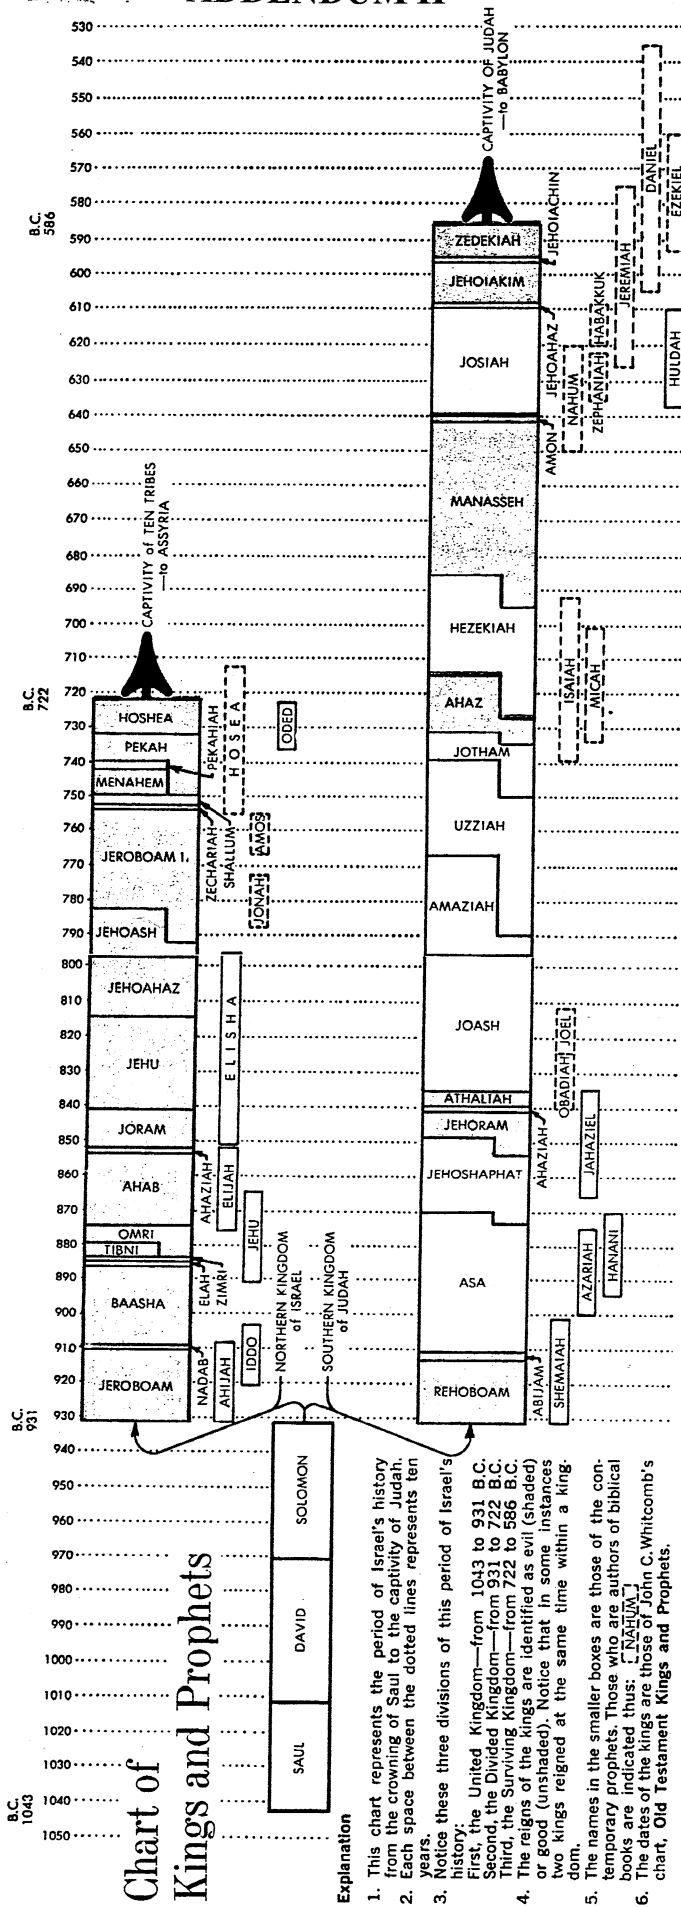 ADDENDUM II
530
540
550
560
570
580
590
600
610
620
630
640
650
660
670
680
690
700
710
720
730
740
750
760
770
780
790
800
810
820
830
840
850
860
870
880
890
900
910
920
930
940
950
960
970
980
990
1000
1010
1020
1030
1040
1050
B.C.
586
B.C.
722
B.C.
931
B.C.
1043
CAPTIVITY OF JUDAH
—to BABYLON
ZEDEKIAH
JEHOIACHIN
JEHOIAKIM
JEHOAHAZ
JOSIAH
AMON
MANASSEH
HEZEKIAH
AHAZ
JOTHAM
UZZIAH
AMAZIAH
JOASH
ATHALIAH
AHAZIAH
JEHORAM
JEHOSHAPHAT
ASA
ABIJAM
REHOBOAM
DANIEL
EZEKIEL
JEREMIAH
HABAKKUK
ZEPHANIAH
NAHUM
HULDAH
ISAIAH
MICAH
JOEL
OBADIAH
JAHAZIEL
HANANI
AZARIAH
SHEMAIAH
CAPTIVITY of TEN TRIBES
—to ASSYRIA
HOSHEA
PEKAH
PEKAHIAH
MENAHEM
SHALLUM
ZECHARIAH
JEROBOAM I.
JEHOASH
JEHOAHAZ
JEHU
JORAM
AHAZIAH
AHAB
OMRI
TIBNI
ZIMRI
ELAH
BAASHA
NADAB
JEROBOAM
HOSEA
ODED
AMOS
JONAH
ELISHA
ELIJAH
JEHU
IDDO
AHIJAH
NORTHERN KINGDOM
of ISRAEL
SOUTHERN KINGDOM
of JUDAH
SOLOMON
DAVID
SAUL
Chart of
Kings and Prophets
Explanation
1. This chart represents the period of Israel's history
from the crowning of Saul to the captivity of Judah.
2. Each space between the dotted lines represents ten
years.
3. Notice these three divisions of this period of Israel's
history:
First, the United Kingdom—from 1043 to 931 B.C.
Second, the Divided Kingdom—from 931 to 722 B.C.
Third, the Surviving Kingdom—from 722 to 586 B.C.
4. The reigns of the kings are identified as evil (shaded)
or good (unshaded). Notice that in some instances
two kings reigned at the same time within a king-
dom.
5. The names in the smaller boxes are those of the con-
temporary prophets. Those who are authors of biblical
books are indicated thus: NAHUM
6. The dates of the kings are those of John C. Whitcomb's
chart, Old Testament Kings and Prophets.